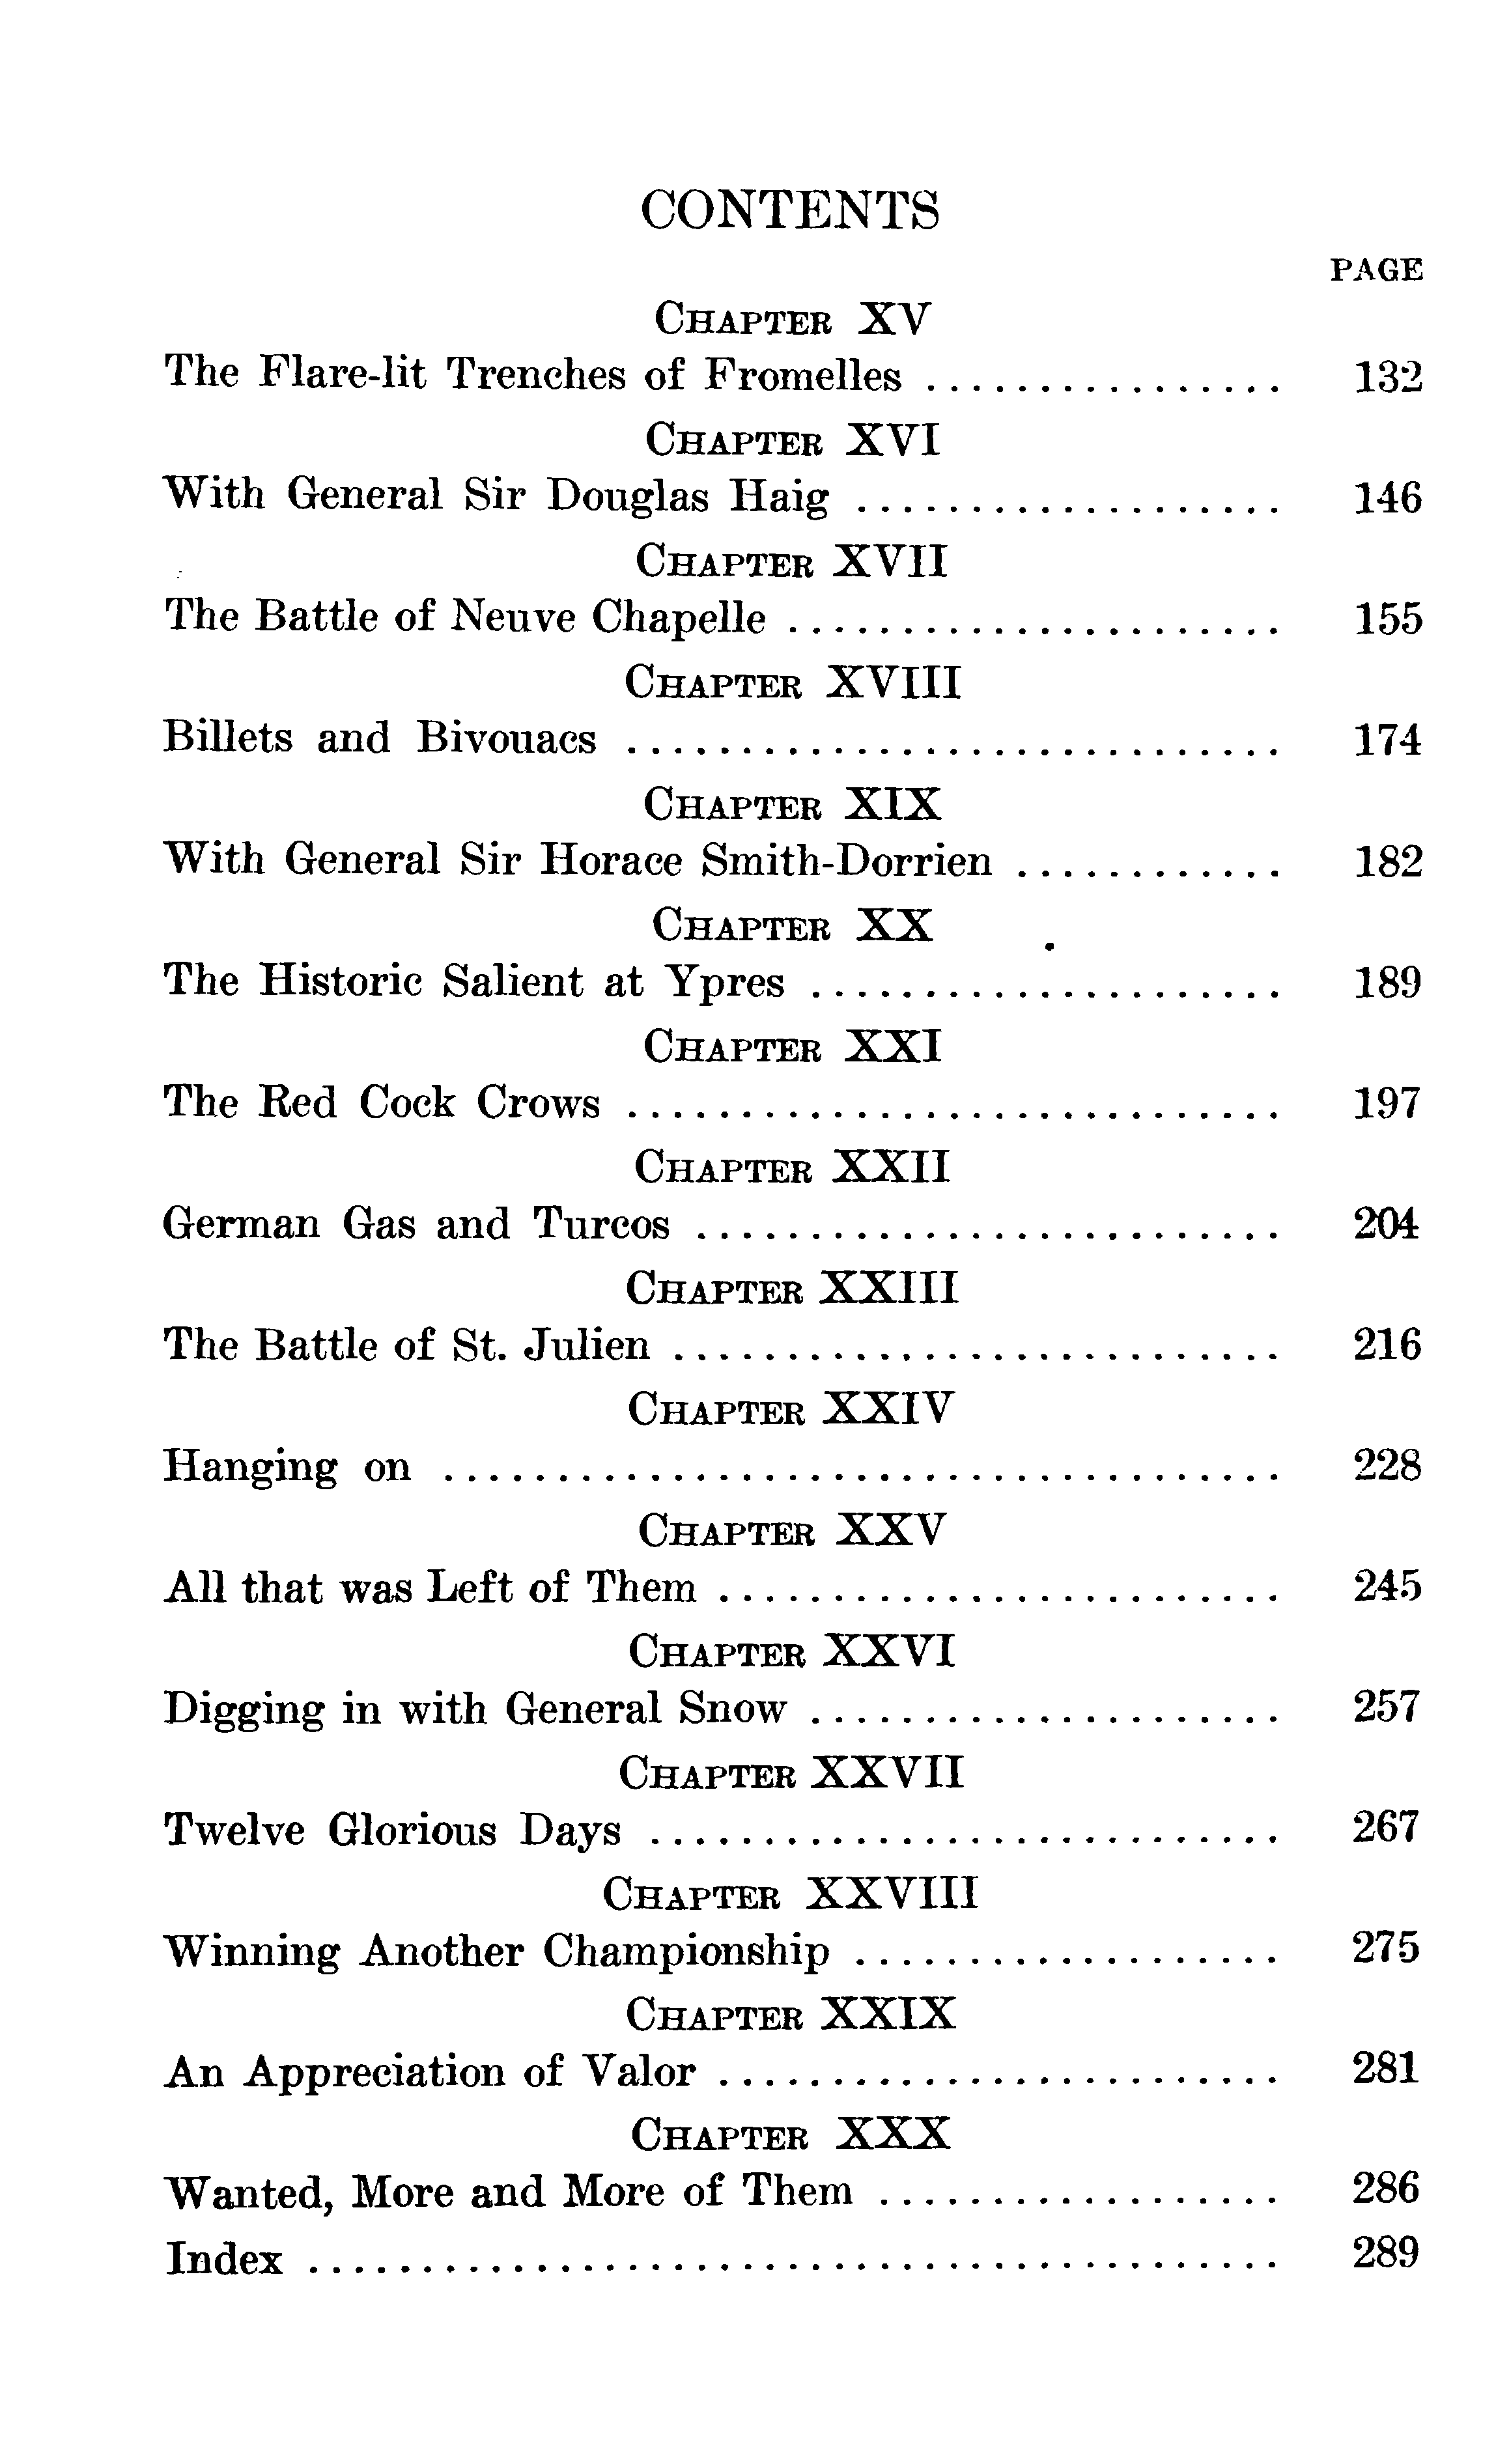 CONTENTS
PAGE
CHAPTER XV
The Flare-lit Trenches of Fromelles ................ 132
CHAPTER XVI
With General Sir Douglas Haig ................... 146
CHAPTER XVII
The Battle of Neuve Chapelle ...................... 155
CHAPTER XVIII
Billets and Bivouacs ............................. 174
CHAPTER XIX
With General Sir Horace Smith-Dorrien ............ 182
CHAPTER XX
The Historic Salient at Ypres ..................... 189
CHAPTER XXI
The Red Cock Crows ............................. 197
CHAPTER XXII
German Gas and Turcos .......................... 204
CHAPTER XXIII
The Battle of St. Julien ........................... 216
CHAPTER XXIV
Hanging on ..................................... 228
CHAPTER XXV
All that was Left of Them ......................... 245
CHAPTER XXVI
Digging in with General Snow ..................... 257
CHAPTER XXVII
Twelve Glorious Days ............................ 267
CHAPTER XXVIII
Winning Another Championship ................... 275
CHAPTER XXIX
An Appreciation of Valor ......................... 281
CHAPTER XXX
Wanted, More and More of Them .................. 286
Index ........................................... 289